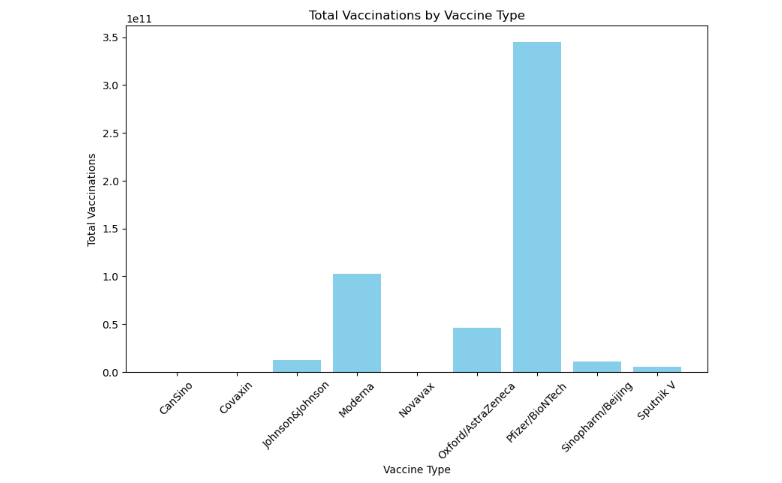 Total Vaccinations by Vaccine Type
1e11
3.5
3.0
2.5
2.0
1.5
1.0
0.5
0.0
Total Vaccinations
CanSino
Covaxin
Johnson&Johnson
Moderna
Novavax
Oxford/AstraZeneca
Pfizer/BioNTech
Sinopharm/Beijing
Sputnik V
Vaccine Type